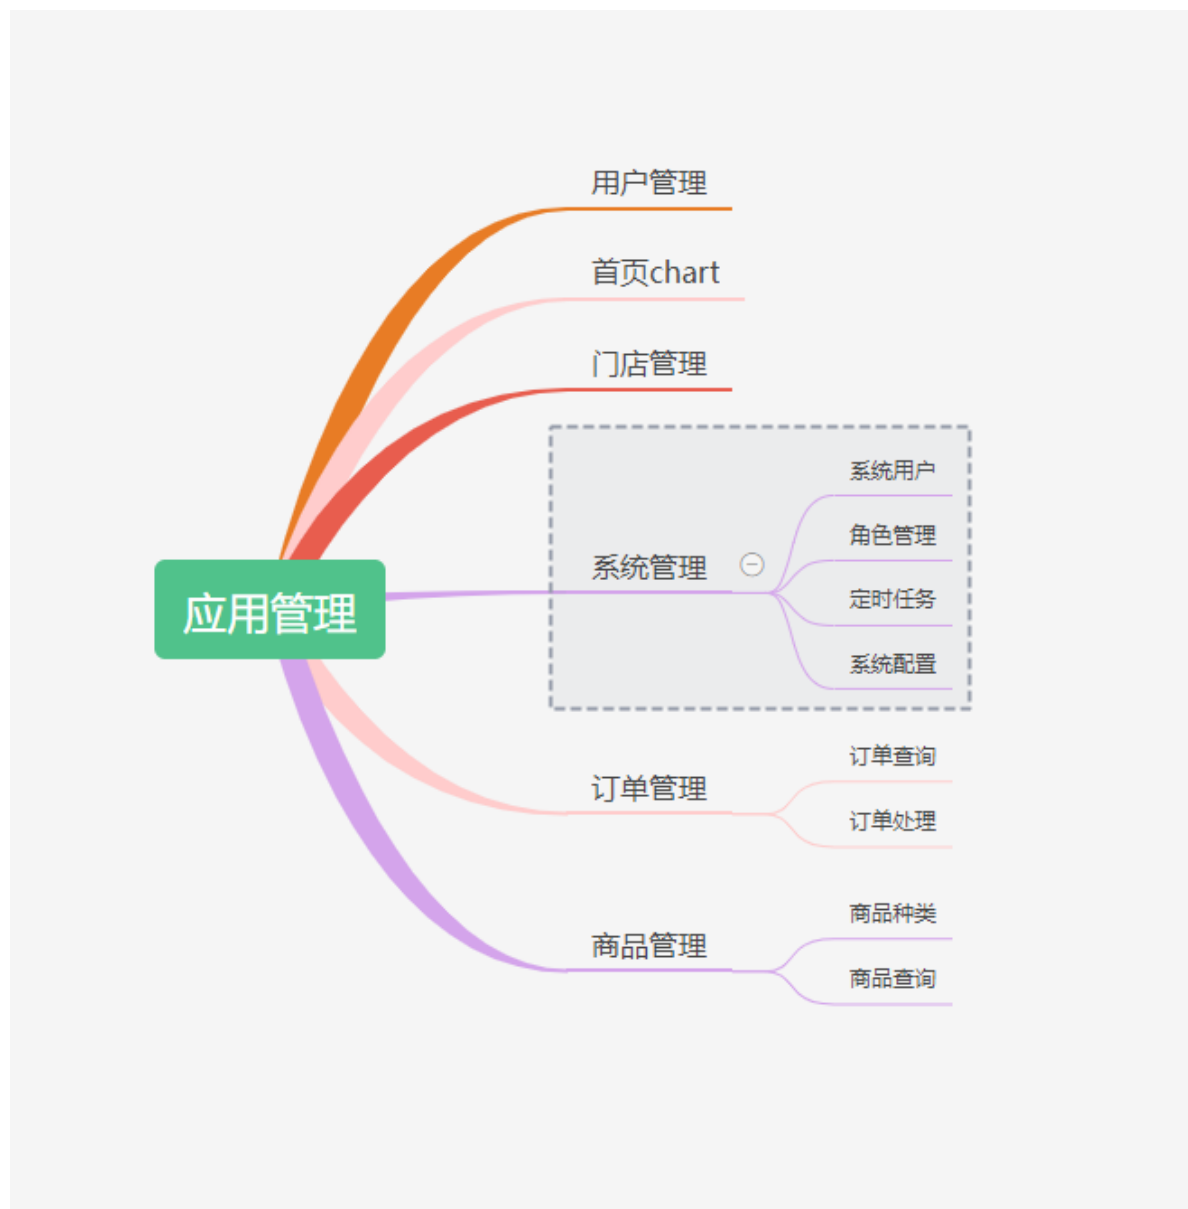 用户管理
首页chart
门店管理
系统用户
角色管理
系统管理
定时任务
系统配置
应用管理
订单查询
订单管理
订单处理
商品种类
商品管理
商品查询